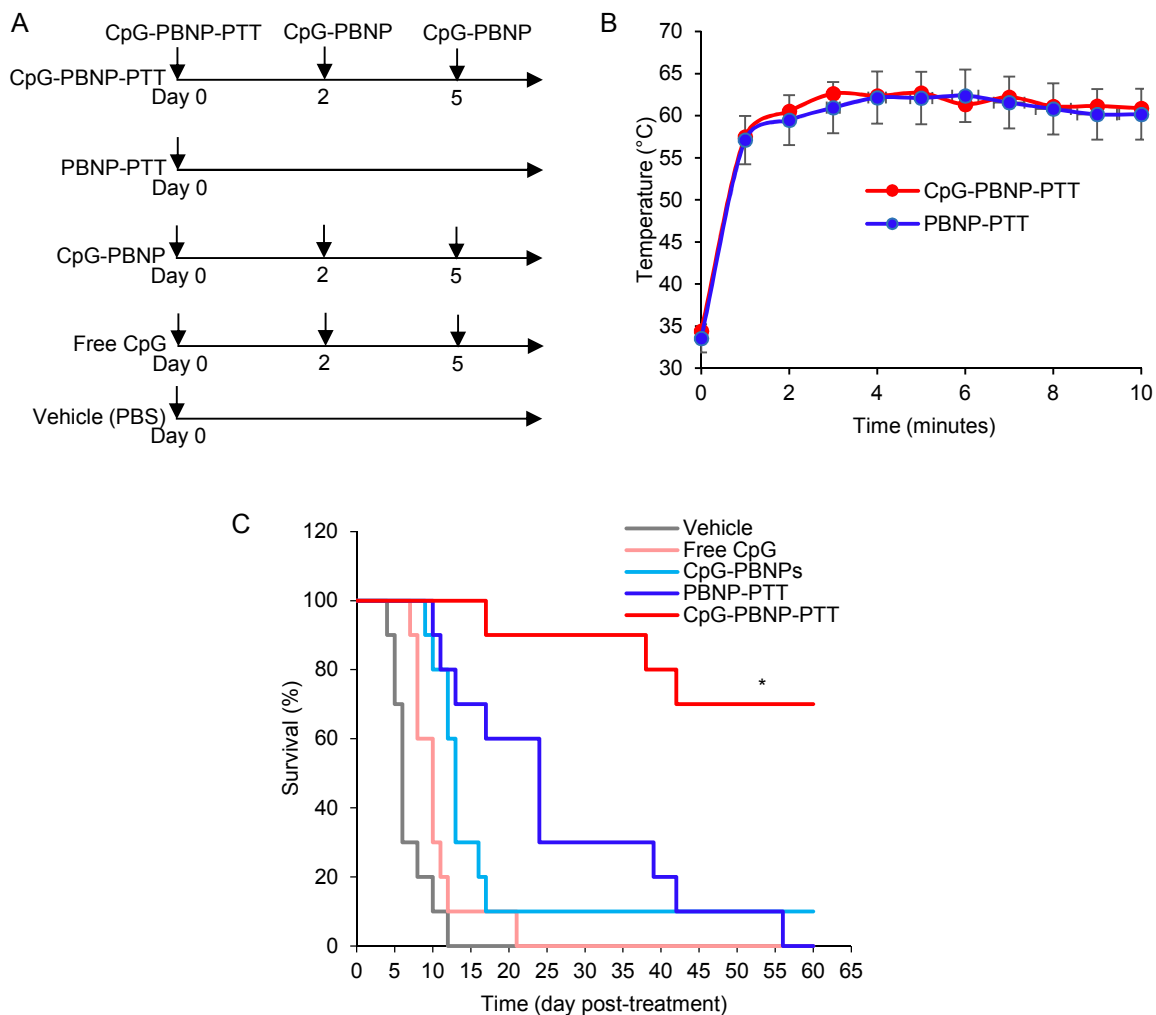 A
CpG-PBNP-PTT CpG-PBNP CpG-PBNP
CpG-PBNP-PTT
Day 0 2 5
PBNP-PTT
Day 0
CpG-PBNP
Day 0 2 5
Free CpG
Day 0 2 5
Vehicle (PBS)
Day 0
B
Temperature (°C)
70
65
60
55
50
45
40
35
30
0 2 4 6 8 10
Time (minutes)
CpG-PBNP-PTT
PBNP-PTT
C
Survival (%)
120
100
80
60
40
20
0
0 5 10 15 20 25 30 35 40 45 50 55 60 65
Time (day post-treatment)
Vehicle
Free CpG
CpG-PBNPs
PBNP-PTT
CpG-PBNP-PTT
*